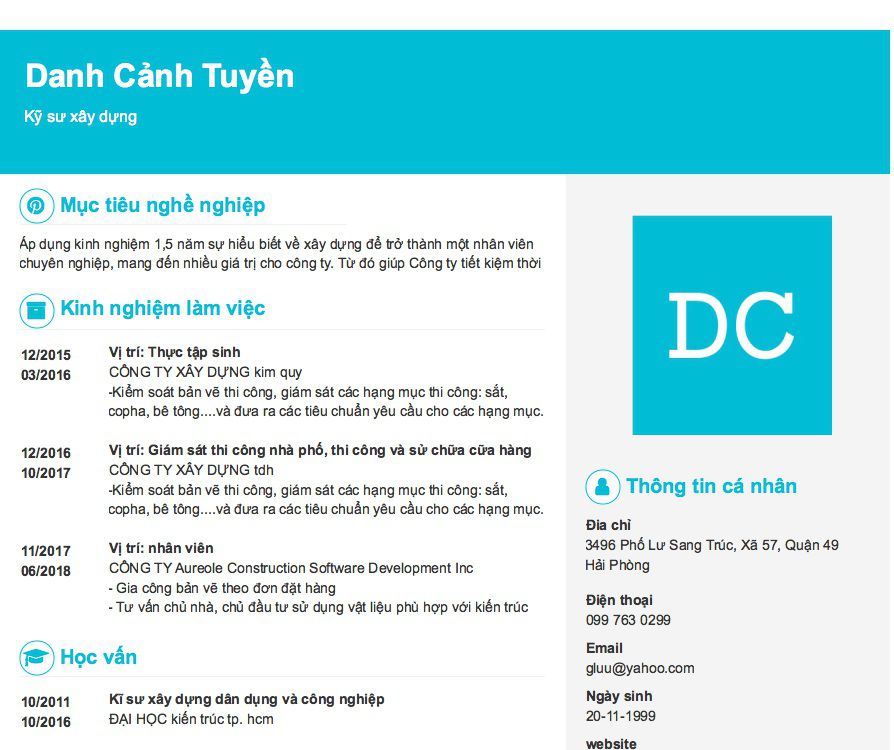 Danh Cảnh Tuyền
Kỹ sư xây dựng
Mục tiêu nghề nghiệp
Áp dụng kinh nghiệm 1,5 năm sự hiểu biết về xây dựng để trở thành một nhân viên
chuyên nghiệp, mang đến nhiều giá trị cho công ty. Từ đó giúp Công ty tiết kiệm thời
Kinh nghiệm làm việc
12/2015
03/2016
Vị trí: Thực tập sinh
CÔNG TY XÂY DỰNG kim quy
-Kiểm soát bản vẽ thi công, giám sát các hạng mục thi công: sắt,
copha, bê tông....và đưa ra các tiêu chuẩn yêu cầu cho các hạng mục.
12/2016
10/2017
Vị trí: Giám sát thi công nhà phố, thi công và sử chữa cữa hàng
CÔNG TY XÂY DỰNG tdh
-Kiểm soát bản vẽ thi công, giám sát các hạng mục thi công: sắt,
copha, bê tông....và đưa ra các tiêu chuẩn yêu cầu cho các hạng mục.
11/2017
06/2018
Vị trí: nhân viên
CÔNG TY Aureole Construction Software Development Inc
- Gia công bản vẽ theo đơn đặt hàng
- Tư vấn chủ nhà, chủ đầu tư sử dụng vật liệu phù hợp với kiến trúc
Học vấn
10/2011
10/2016
Kĩ sư xây dựng dân dụng và công nghiệp
ĐẠI HỌC kiến trúc tp. hcm
DC
Thông tin cá nhân
Đia chỉ
3496 Phố Lư Sang Trúc, Xã 57, Quận 49
Hải Phòng
Điện thoại
099 763 0299
Email
gluu@yahoo.com
Ngày sinh
20-11-1999
website